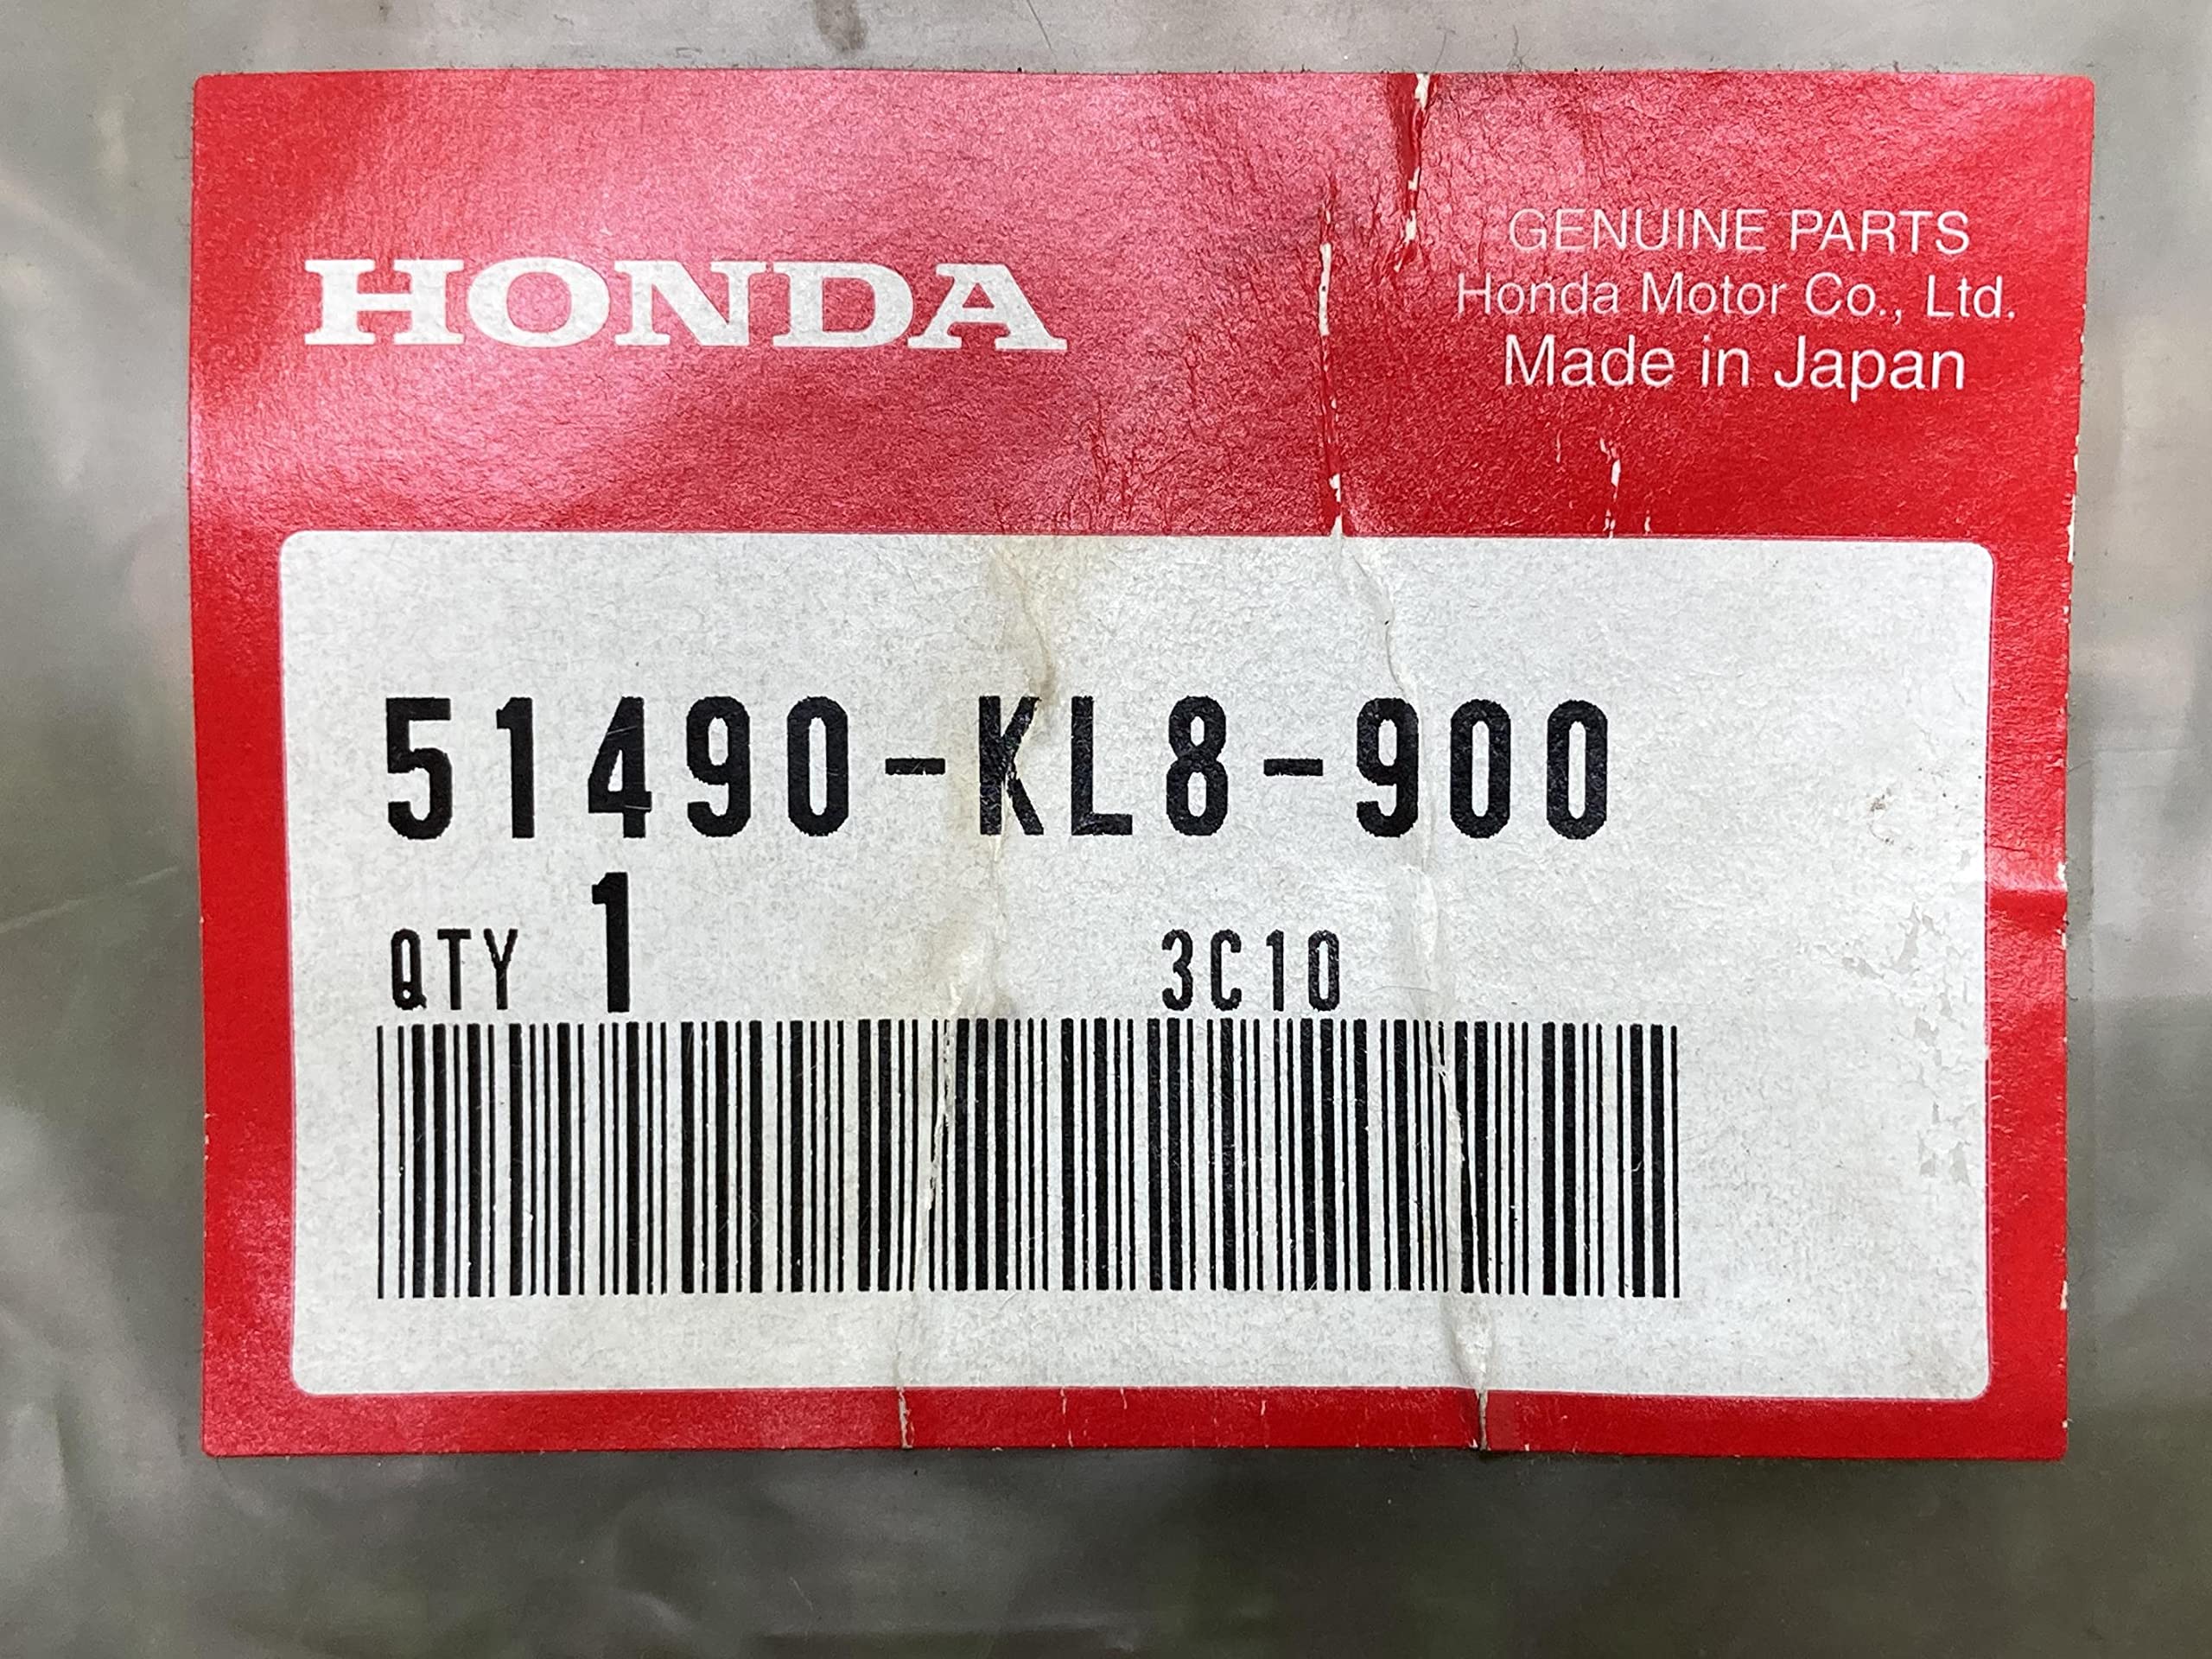 HONDA
GENUINE PARTS
Honda Motor Co., Ltd.
Made in Japan
51490-KL8-900
QTY 1 3C10